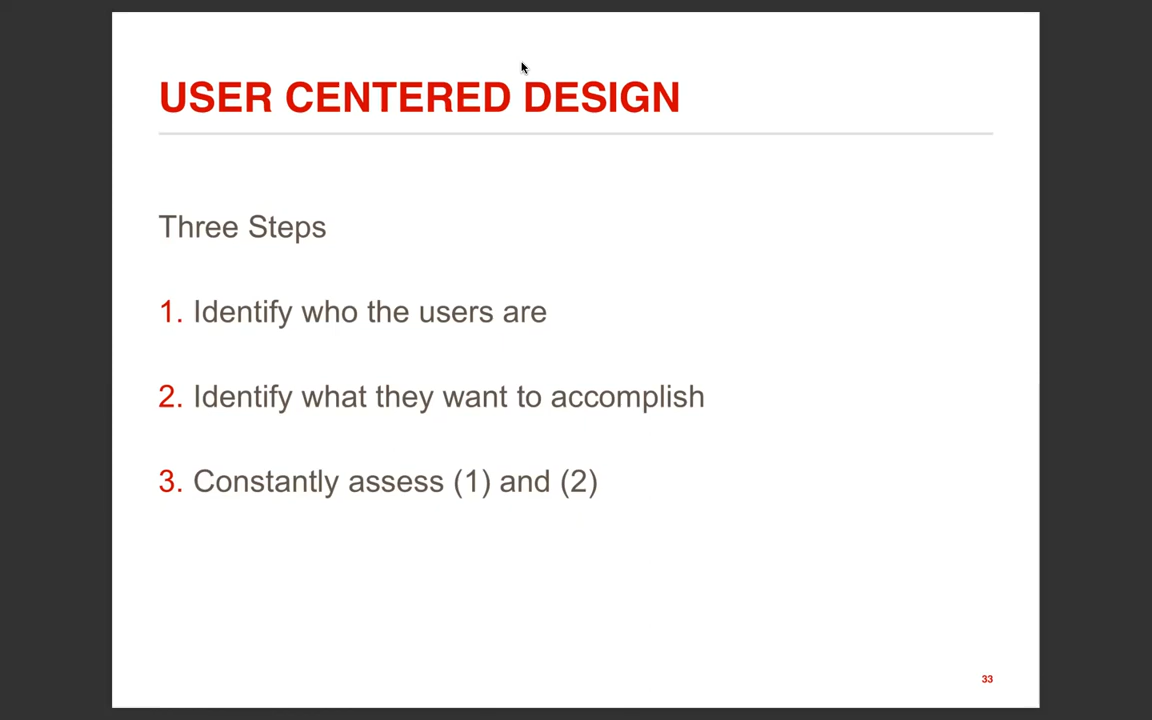 USER CENTERED DESIGN
Three Steps
1. Identify who the users are
2. Identify what they want to accomplish
3. Constantly assess (1) and (2)
33